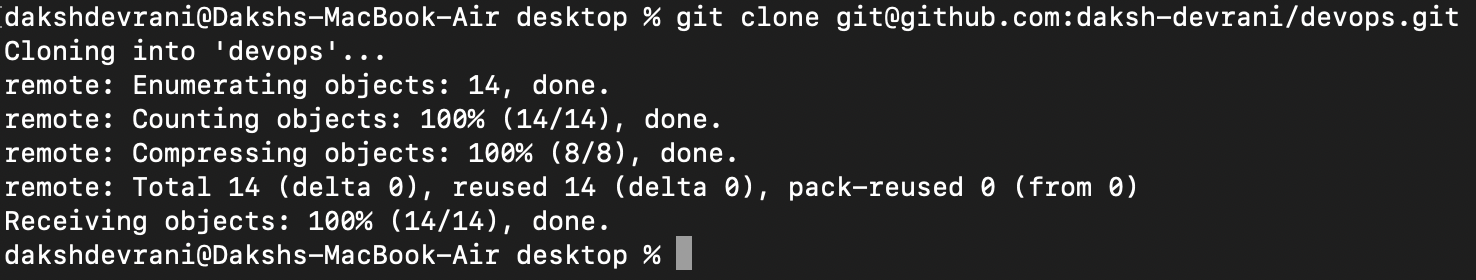 dakshdevrani@Dakshs-MacBook-Air desktop % git clone git@github.com:daksh-devrani/devops.git
Cloning into 'devops'...
remote: Enumerating objects: 14, done.
remote: Counting objects: 100% (14/14), done.
remote: Compressing objects: 100% (8/8), done.
remote: Total 14 (delta 0), reused 14 (delta 0), pack-reused 0 (from 0)
Receiving objects: 100% (14/14), done.
dakshdevrani@Dakshs-MacBook-Air desktop %